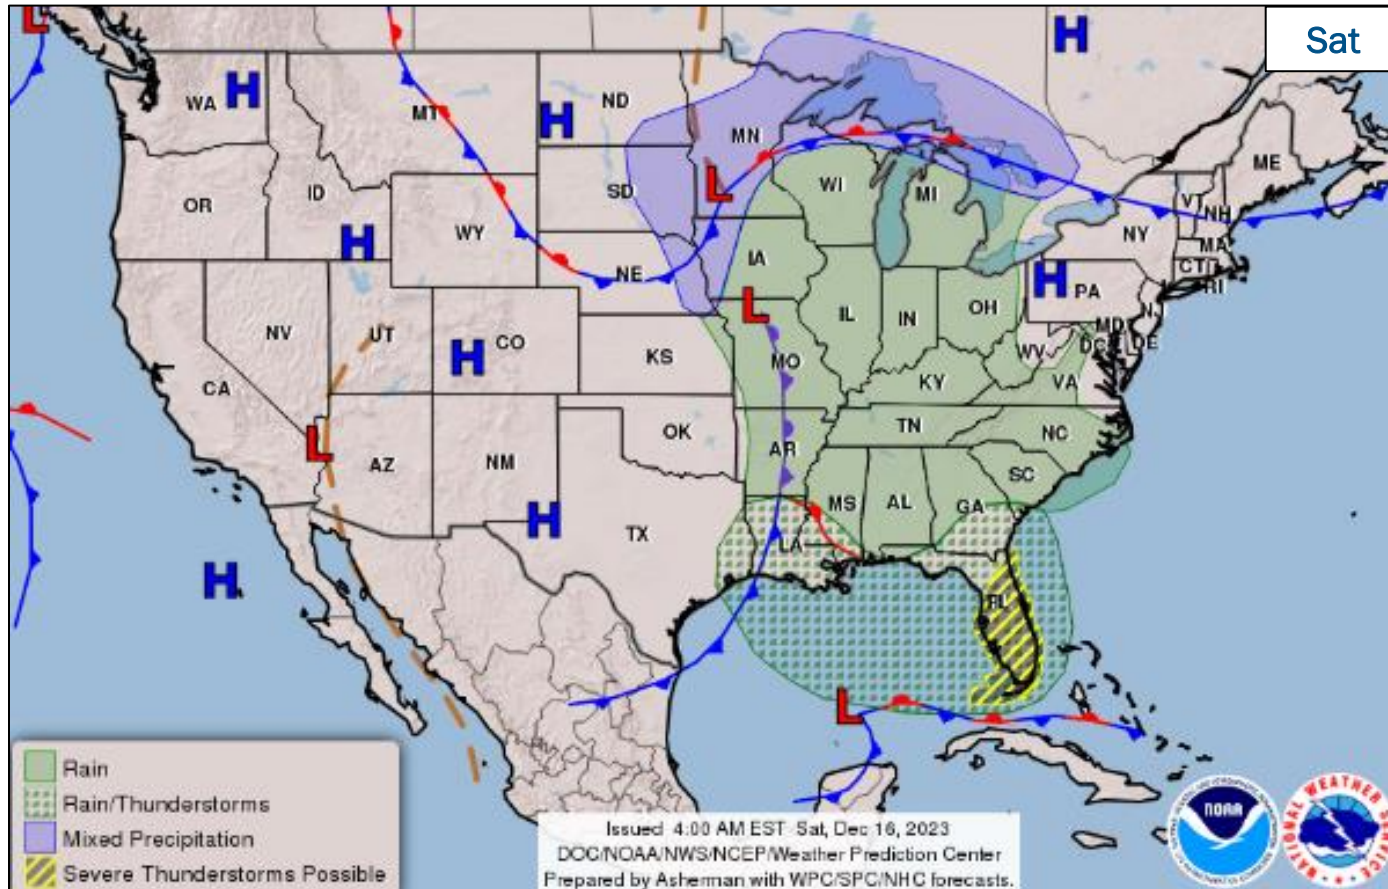 L
Sat
H
H
WA
MT
H
ND
MN
ME
OR
ID
SD
L
WI
MI
VT
NH
NY
MA
H
WY
NE
IA
CT
RI
H
PA
NV
UT
CO
H
KS
L
MO
IL
IN
OH
NJ
MD
DE
DC
WV
CA
KY
VA
L
AZ
NM
OK
AR
TN
NC
SC
H
TX
MS
AL
GA
LA
H
FL
L
Rain
Rain/Thunderstorms
Mixed Precipitation
Severe Thunderstorms Possible
Issued 4:00 AM EST Sat, Dec 16, 2023
DOC/NOAA/NWS/NCEP/Weather Prediction Center
Prepared by Asherman with WPC/SPC/NHC forecasts.
NOAA
NATIONAL WEATHER SERVICE